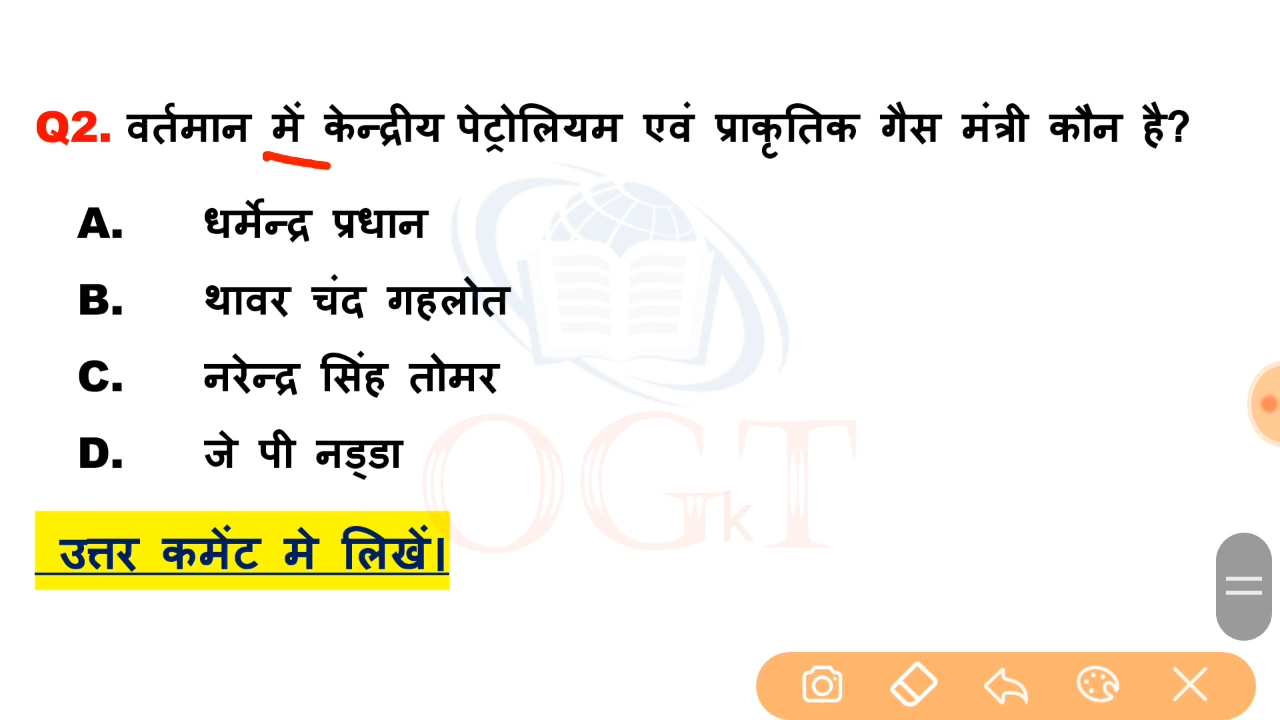 Q2. वर्तमान में केन्द्रीय पेट्रोलियम एवं प्राकृतिक गैस मंत्री कौन है?
A. धर्मेन्द्र प्रधान
B. थावर चंद गहलोत
C. नरेन्द्र सिंह तोमर
D. जे पी नड्डा
OGkT
उत्तर कमेंट मे लिखें।